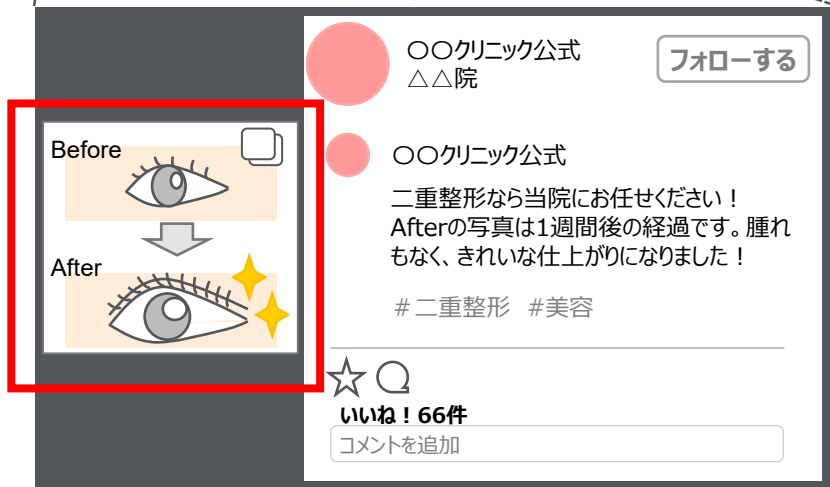 Before
After
〇〇クリニック公式
△△院
フォローする
〇〇クリニック公式
二重整形なら当院にお任せください！
Afterの写真は1週間後の経過です。腫れ
もなく、きれいな仕上がりになりました！
＃二重整形 #美容
いいね！66件
コメントを追加